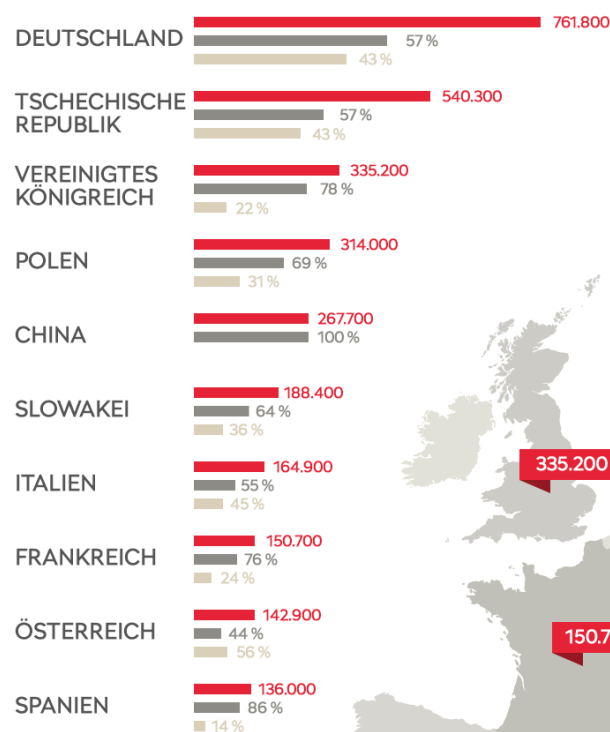 DEUTSCHLAND
761.800
57 %
43 %
TSCHECHISCHE
REPUBLIK
540.300
57 %
43 %
VEREINIGTES
KÖNIGREICH
335.200
78 %
22 %
POLEN
314.000
69 %
31 %
CHINA
267.700
100 %
SLOWAKEI
188.400
64 %
36 %
ITALIEN
164.900
55 %
45 %
FRANKREICH
150.700
76 %
24 %
ÖSTERREICH
142.900
44 %
56 %
SPANIEN
136.000
86 %
14 %
335.200
150.7